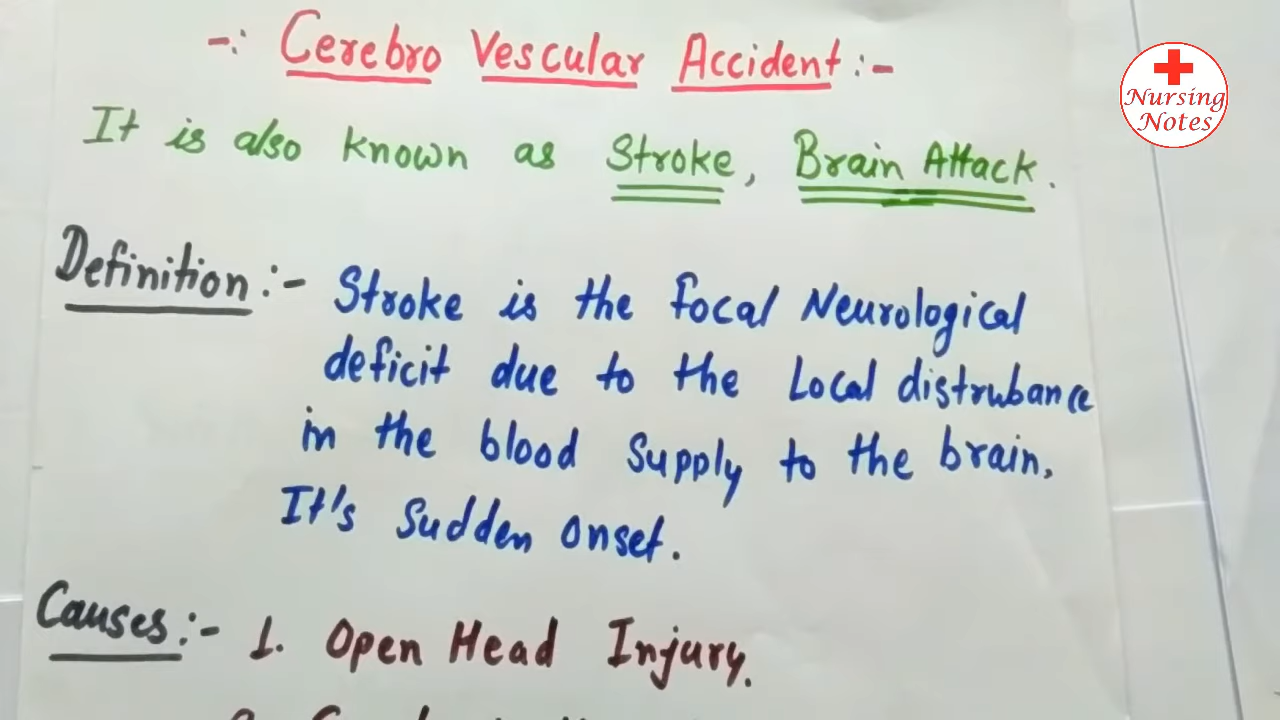 -: Cerebro Vescular Accident :-
It is also known as Stroke, Brain Attack.
Definition :- Stroke is the focal Neurological
deficit due to the Local distrubance
in the blood supply to the brain.
It's Sudden onset.
Causes :- 1. Open Head Injury.
Nursing
Notes